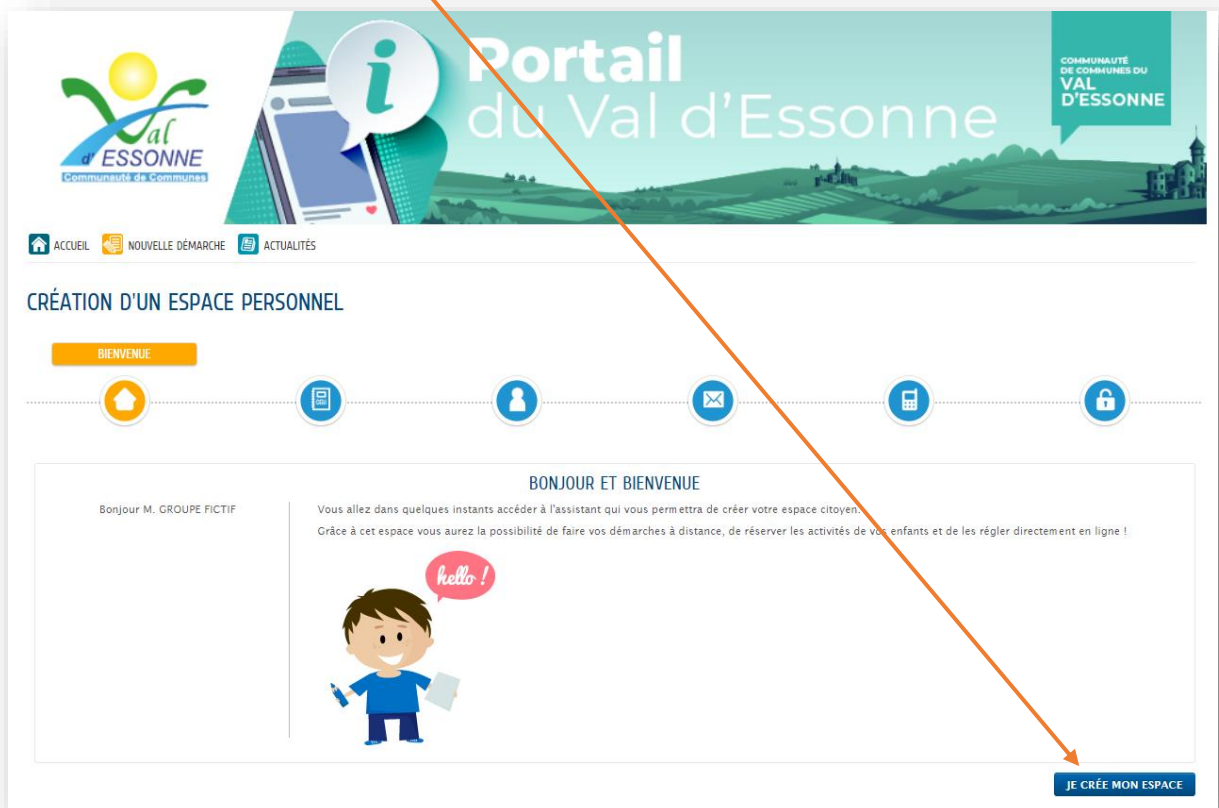 Val
d' ESSONNE
Communauté de Communes
i
Portail
du Val d'Essonne
COMMUNAUTÉ
DE COMMUNES DU
VAL
D'ESSONNE
ACCUEIL NOUVELLE DÉMARCHE ACTUALITÉS
CRÉATION D'UN ESPACE PERSONNEL
BIENVENUE
CGU
BONJOUR ET BIENVENUE
Bonjour M. GROUPE FICTIF
Vous allez dans quelques instants accéder à l'assistant qui vous permettra de créer votre espace citoyen.
Grâce à cet espace vous aurez la possibilité de faire vos démarches à distance, de réserver les activités de vos enfants et de les régler directement en ligne !
hello !
JE CRÉE MON ESPACE